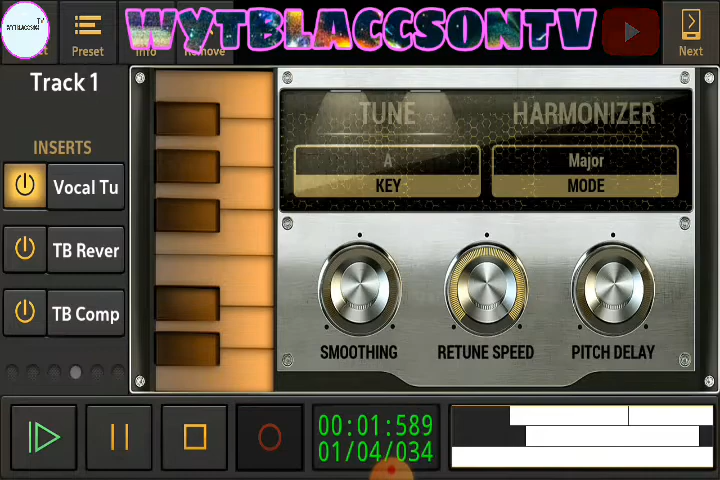 WYTBLACCSONTV
Preset
Info
Remove
Next
Track 1
INSERTS
Vocal Tu
TB Rever
TB Comp
TUNE
HARMONIZER
A
KEY
Major
MODE
SMOOTHING
RETUNE SPEED
PITCH DELAY
00:01:589
01/04/034